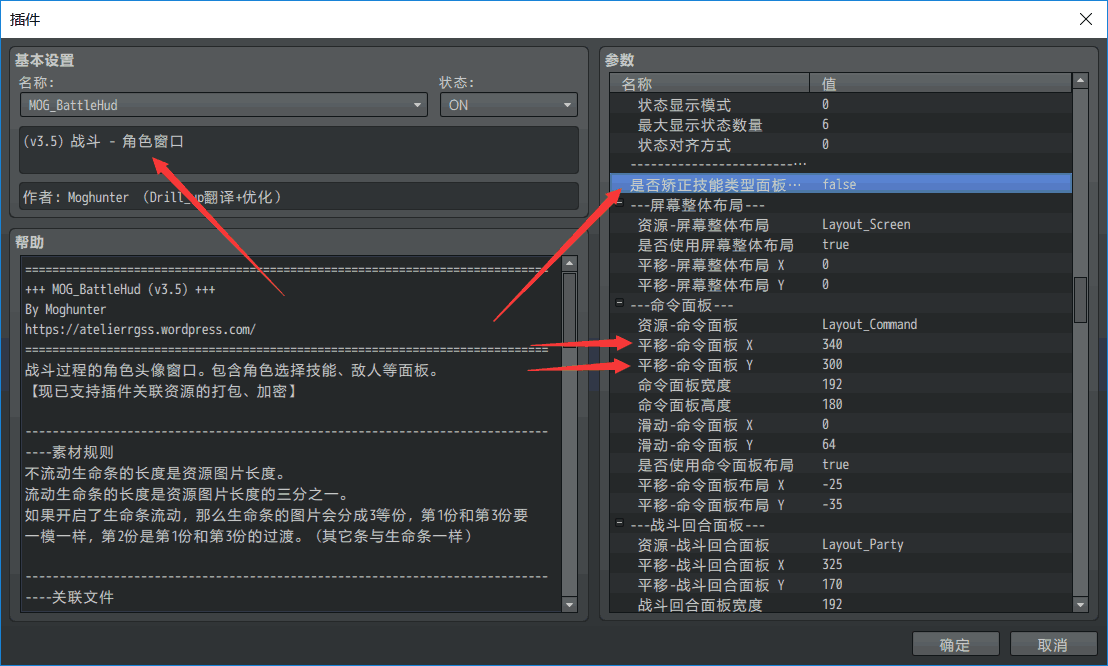 插件
基本设置
名称：
状态：
MOG_BattleHud
ON
(v3.5) 战斗 - 角色窗口
作者：Moghunter （Drill_up翻译+优化）
帮助
=============================================================================
+++ MOG_BattleHud (v3.5) +++
By Moghunter
https://atelierrgss.wordpress.com/
=============================================================================
战斗过程的角色头像窗口。包含角色选择技能、敌人等面板。
【现已支持插件关联资源的打包、加密】
-----------------------------------------------------------------------------
----素材规则
不流动生命条的长度是资源图片长度。
流动生命条的长度是资源图片长度的三分之一。
如果开启了生命条流动，那么生命条的图片会分成3等份，第1份和第3份要
一模一样，第2份是第1份和第3份的过渡。（其它条与生命条一样）
-----------------------------------------------------------------------------
----关联文件
参数
名称 值
状态显示模式 0
最大显示状态数量 6
状态对齐方式 0
------------------------…
是否矫正技能类型面板… false
---屏幕整体布局---
资源-屏幕整体布局 Layout_Screen
是否使用屏幕整体布局 true
平移-屏幕整体布局 X 0
平移-屏幕整体布局 Y 0
---命令面板---
资源-命令面板 Layout_Command
平移-命令面板 X 340
平移-命令面板 Y 300
命令面板宽度 192
命令面板高度 180
滑动-命令面板 X 0
滑动-命令面板 Y 64
是否使用命令面板布局 true
平移-命令面板布局 X -25
平移-命令面板布局 Y -35
---战斗回合面板---
资源-战斗回合面板 Layout_Party
平移-战斗回合面板 X 325
平移-战斗回合面板 Y 170
战斗回合面板宽度 192
确定
取消